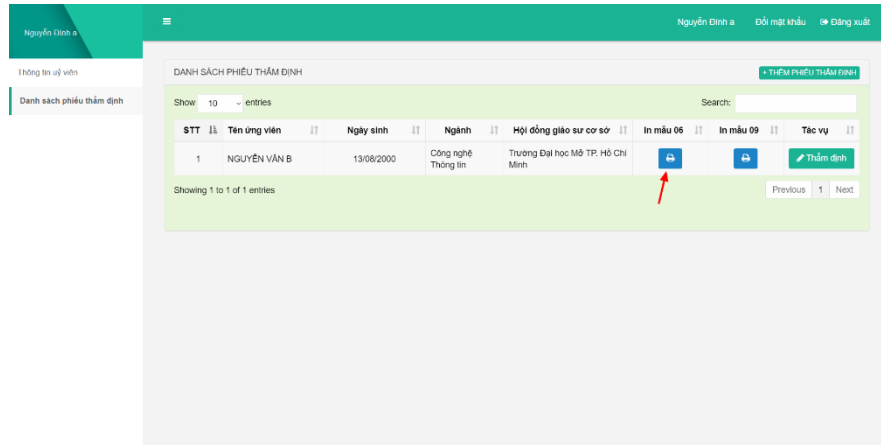 Nguyễn Đình a Đổi mật khẩu Đăng xuất
Nguyễn Đình a
Thông tin uỷ viên
Danh sách phiếu thẩm định
DANH SÁCH PHIẾU THẨM ĐỊNH
+ THÊM PHIẾU THẨM ĐỊNH
Show 10 entries
Search:
STT Tên ứng viên Ngày sinh Ngành Hội đồng giáo sư cơ sở In mẫu 06 In mẫu 09 Tác vụ
1 NGUYỄN VĂN B 13/08/2000 Công nghệ Thông tin Trường Đại học Mở TP. Hồ Chí Minh Thẩm định
Showing 1 to 1 of 1 entries
Previous 1 Next